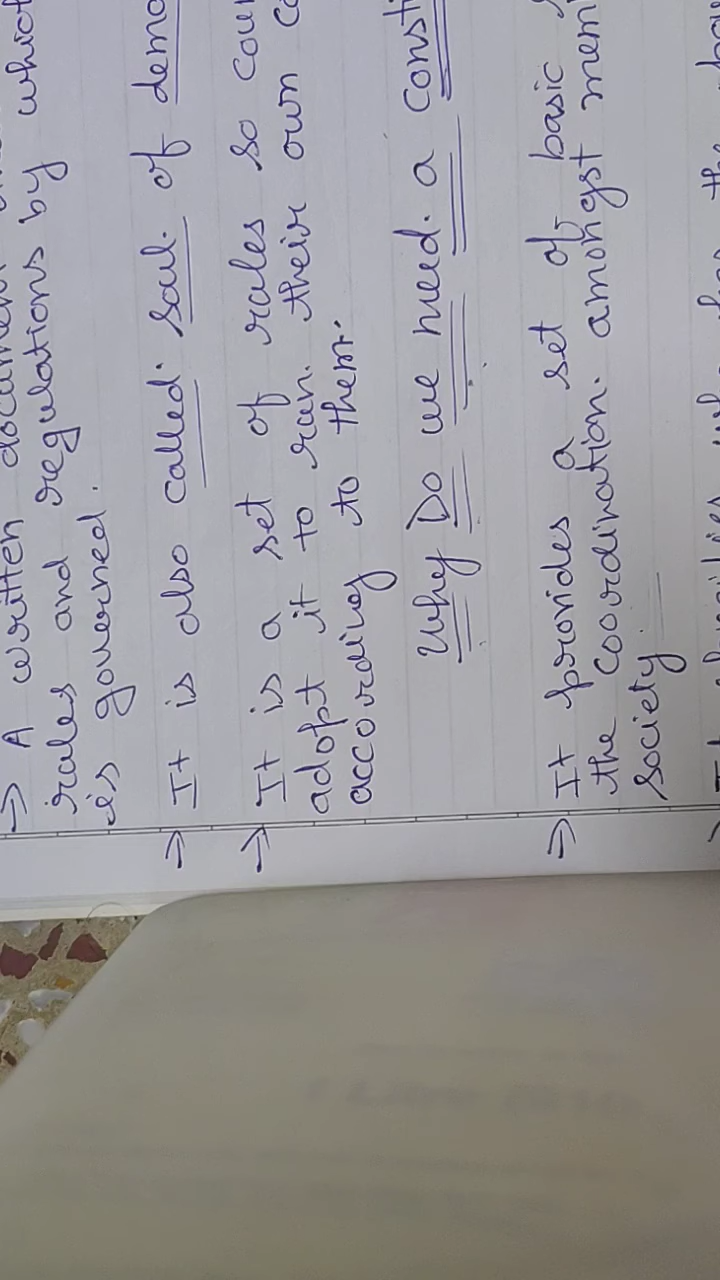 → A written
rules and regulations by which
is governed.
→ It is also called soul of
→ It is a set of rules so
adopt it to run their own
according to them.
Why Do we need a
→ It provides a set of basic
the coordination amongst
society